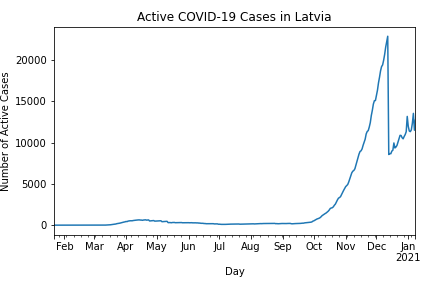 Active COVID-19 Cases in Latvia
Number of Active Cases
20000
15000
10000
5000
0
Feb Mar Apr May Jun Jul Aug Sep Oct Nov Dec Jan
2021
Day